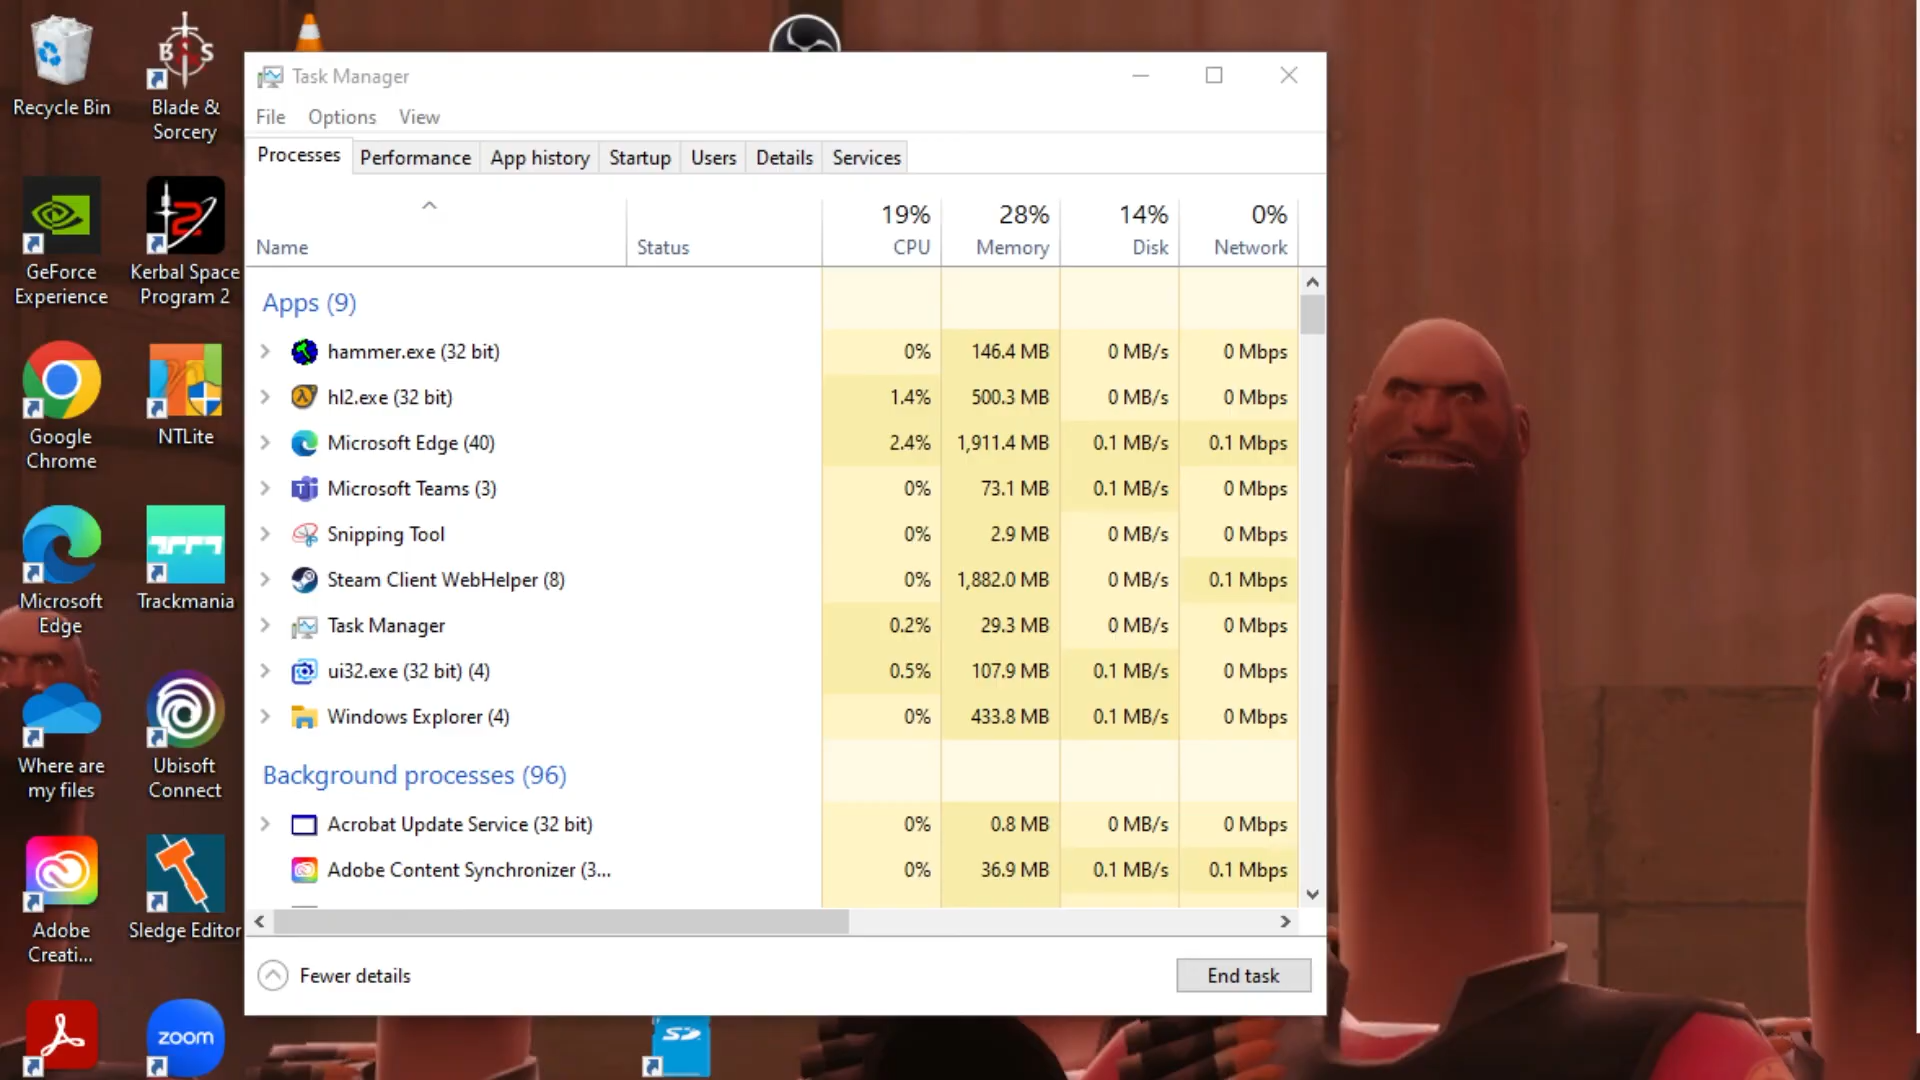 Recycle Bin
B S S
Blade &
Sorcery
GeForce
Experience
2
Kerbal Space
Program 2
Google
Chrome
NTLite
Microsoft
Edge
Trackmania
Where are
my files
Ubisoft
Connect
Adobe
Creati...
Sledge Editor
zoom
Task Manager
File Options View
Processes Performance App history Startup Users Details Services
19% 28% 14% 0%
Name Status CPU Memory Disk Network
Apps (9)
hammer.exe (32 bit) 0% 146.4 MB 0 MB/s 0 Mbps
hl2.exe (32 bit) 1.4% 500.3 MB 0 MB/s 0 Mbps
Microsoft Edge (40) 2.4% 1,911.4 MB 0.1 MB/s 0.1 Mbps
Microsoft Teams (3) 0% 73.1 MB 0.1 MB/s 0 Mbps
Snipping Tool 0% 2.9 MB 0 MB/s 0 Mbps
Steam Client WebHelper (8) 0% 1,882.0 MB 0 MB/s 0.1 Mbps
Task Manager 0.2% 29.3 MB 0 MB/s 0 Mbps
ui32.exe (32 bit) (4) 0.5% 107.9 MB 0.1 MB/s 0 Mbps
Windows Explorer (4) 0% 433.8 MB 0.1 MB/s 0 Mbps
Background processes (96)
Acrobat Update Service (32 bit) 0% 0.8 MB 0 MB/s 0 Mbps
Adobe Content Synchronizer (3... 0% 36.9 MB 0.1 MB/s 0.1 Mbps
Fewer details
End task
SD